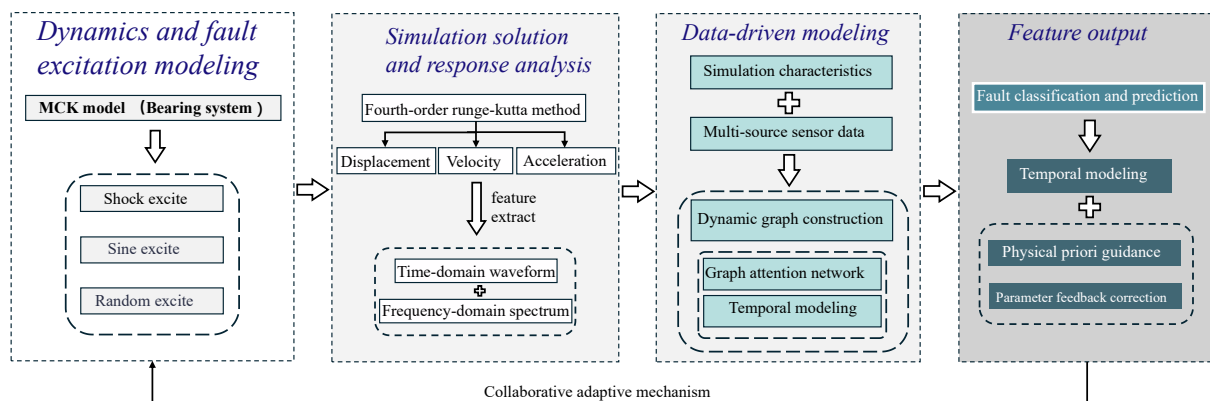 Dynamics and fault
excitation modeling
MCK model （Bearing system ）
Shock excite
Sine excite
Random excite
Simulation solution
and response analysis
Fourth-order runge-kutta method
Displacement
Velocity
Acceleration
feature
extract
Time-domain waveform
Frequency-domain spectrum
Data-driven modeling
Simulation characteristics
Multi-source sensor data
Dynamic graph construction
Graph attention network
Temporal modeling
Feature output
Fault classification and prediction
Temporal modeling
Physical priori guidance
Parameter feedback correction
Collaborative adaptive mechanism